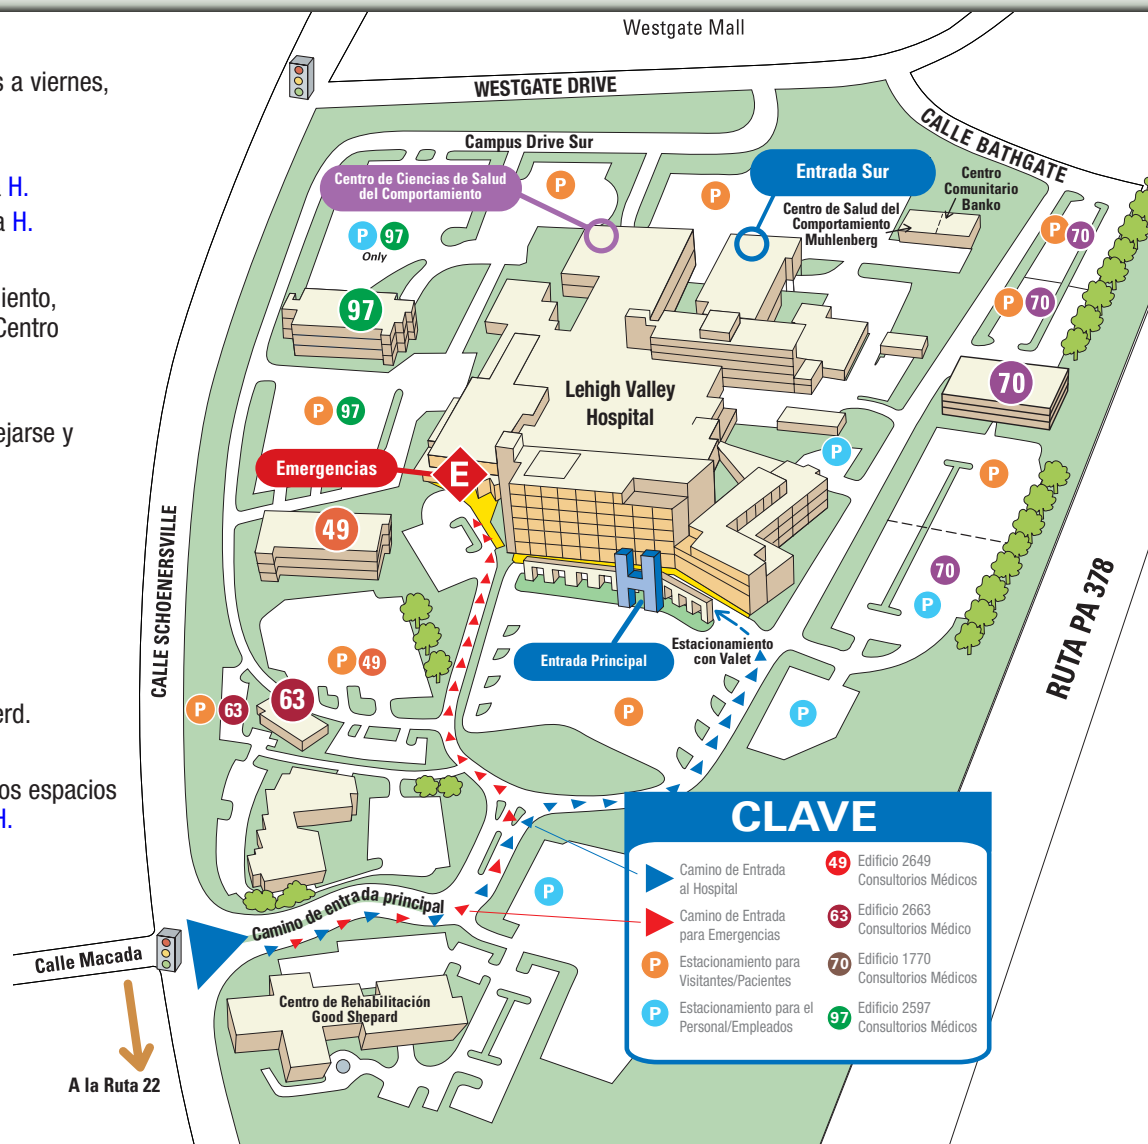 Westgate Mall
s a viernes,
WESTGATE DRIVE
CALLE BATHGATE
Campus Drive Sur
Centro de Ciencias de Salud
del Comportamiento
P
P
Entrada Sur
Centro
Comunitario
Banko
Centro de Salud del
Comportamiento
Muhlenberg
H.
a H.
P 97
Only
P 70
iento,
Centro
97
P 70
70
Lehigh Valley
Hospital
P 97
ejarse y
Emergencias
E
P
P
49
CALLE SCHOENERSVILLE
70
P
H
RUTA PA 378
Estacionamiento
con Valet
Entrada Principal
P 49
63
P 63
P
P
erd.
os espacios
H.
CLAVE
Camino de Entrada
al Hospital
Camino de Entrada
para Emergencias
P Estacionamiento para
Visitantes/Pacientes
P Estacionamiento para el
Personal/Empleados
49 Edificio 2649
Consultorios Médicos
63 Edificio 2663
Consultorios Médico
70 Edificio 1770
Consultorios Médicos
97 Edificio 2597
Consultorios Médicos
P
Camino de entrada principal
Calle Macada
Centro de Rehabilitación
Good Shepard
A la Ruta 22